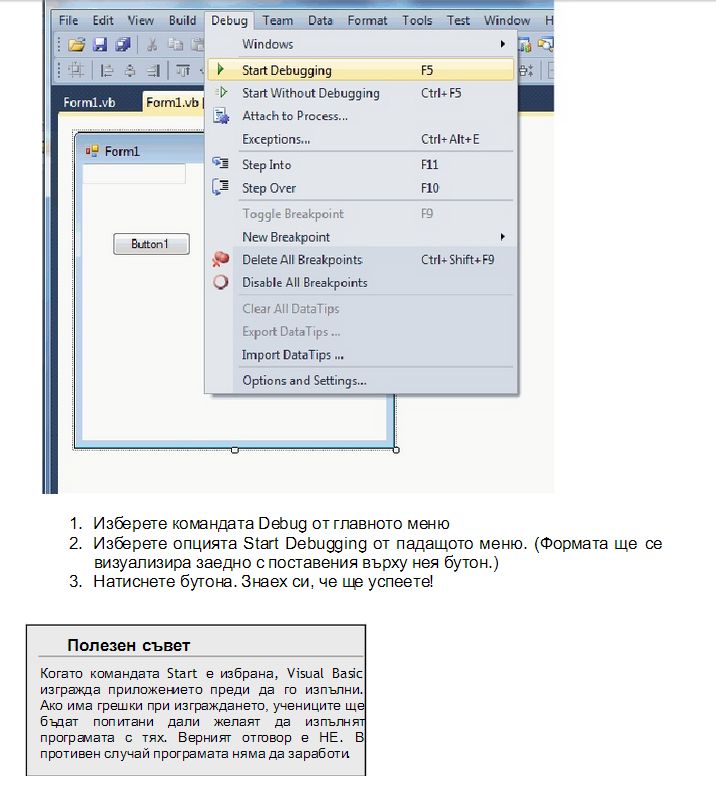 File Edit View Build Debug Team Data Format Tools Test Window H
Windows
Start Debugging F5
Form1.vb Form1.vb [
Start Without Debugging Ctrl+F5
Attach to Process...
Exceptions... Ctrl+Alt+E
Form1
Step Into F11
Step Over F10
Toggle Breakpoint F9
New Breakpoint
Button1
Delete All Breakpoints Ctrl+Shift+F9
Disable All Breakpoints
Clear All DataTips
Export DataTips ...
Import DataTips ...
Options and Settings...
1. Изберете командата Debug от главното меню
2. Изберете опцията Start Debugging от падащото меню. (Формата ще се
визуализира заедно с поставения върху нея бутон.)
3. Натиснете бутона. Знаех си, че ще успеете!
Полезен съвет
Когато командата Start е избрана, Visual Basic
изгражда приложението преди да го изпълни.
Ако има грешки при изграждането, учениците ще
бъдат попитани дали желаят да изпълнят
програмата с тях. Верният отговор е НЕ. В
противен случай програмата няма да заработи.